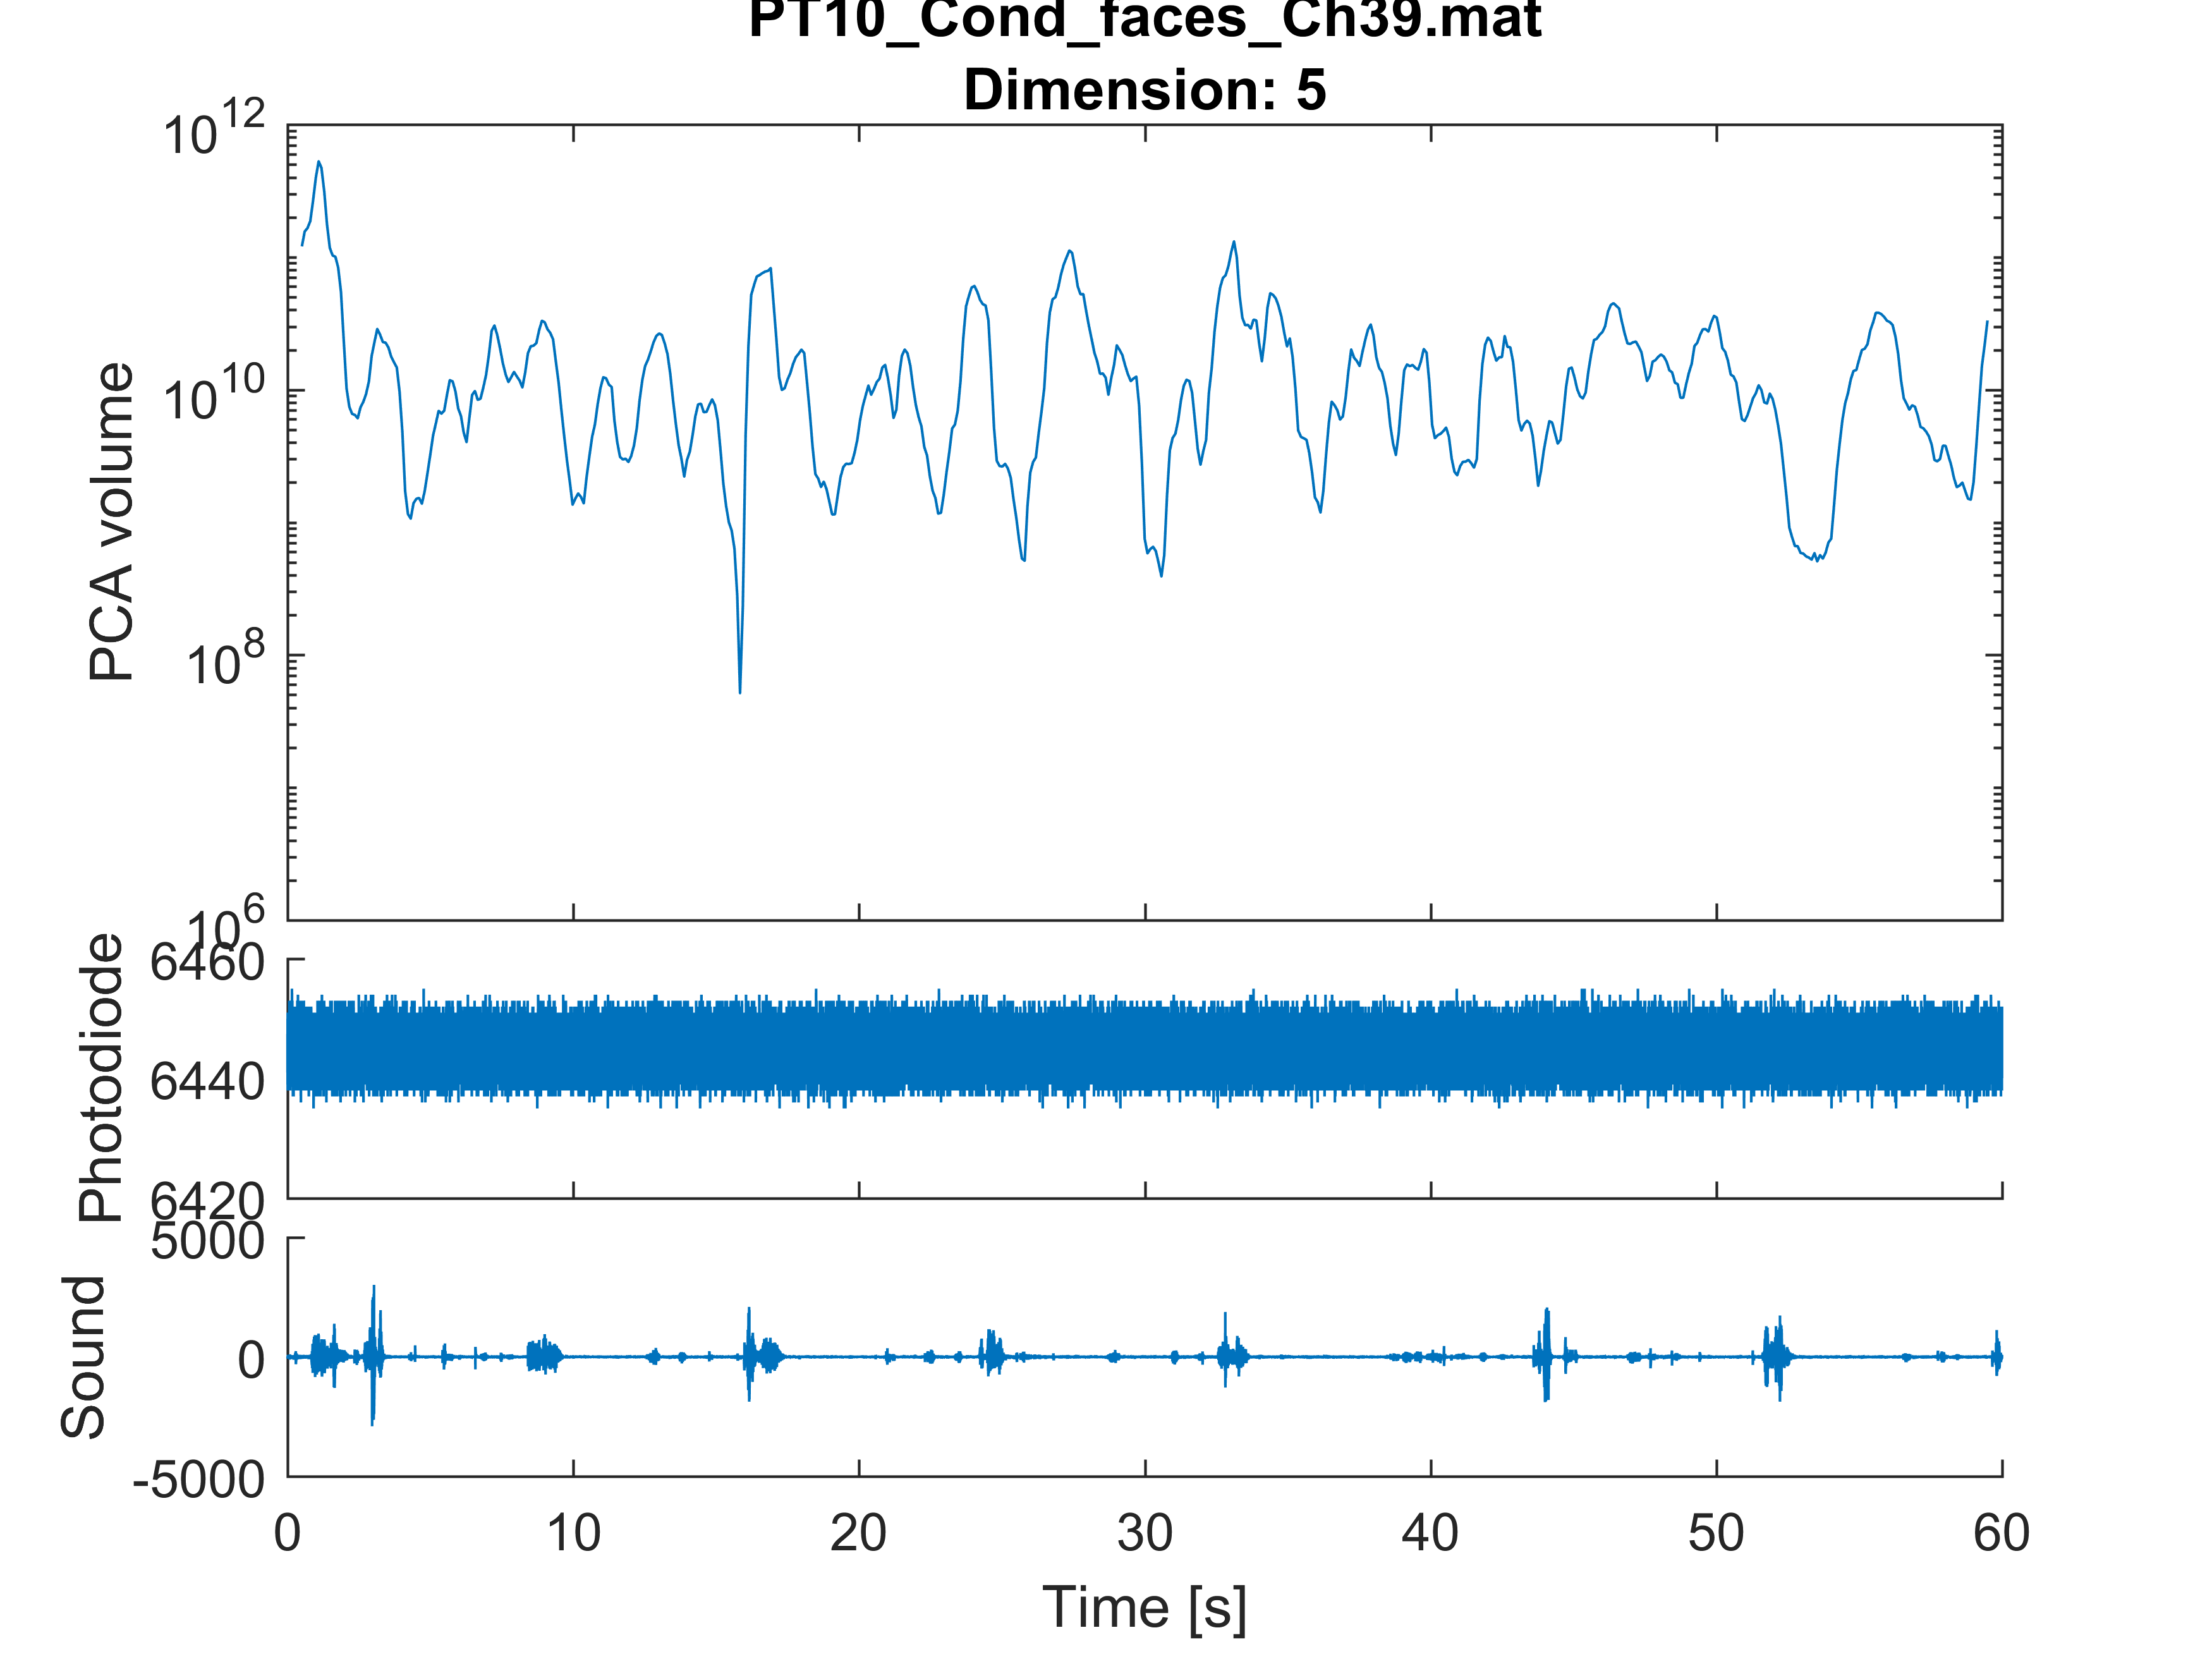 PT10_Cond_faces_Ch39.mat
Dimension: 5
10^12
10^10
10^8
10^6
PCA volume
6460
6440
6420
Photodiode
5000
0
-5000
Sound
0 10 20 30 40 50 60
Time [s]